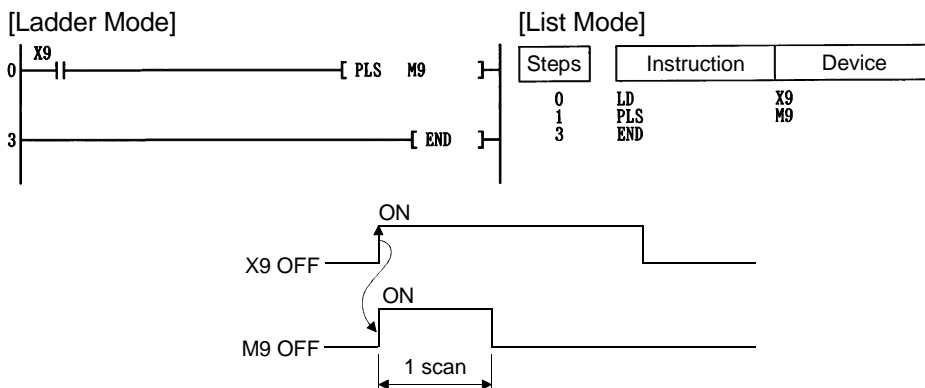 [Ladder Mode]
X9
0
[ PLS M9 ]
3
[ END ]
[List Mode]
Steps Instruction Device
0 LD X9
1 PLS M9
3 END
ON
X9 OFF
ON
M9 OFF
1 scan